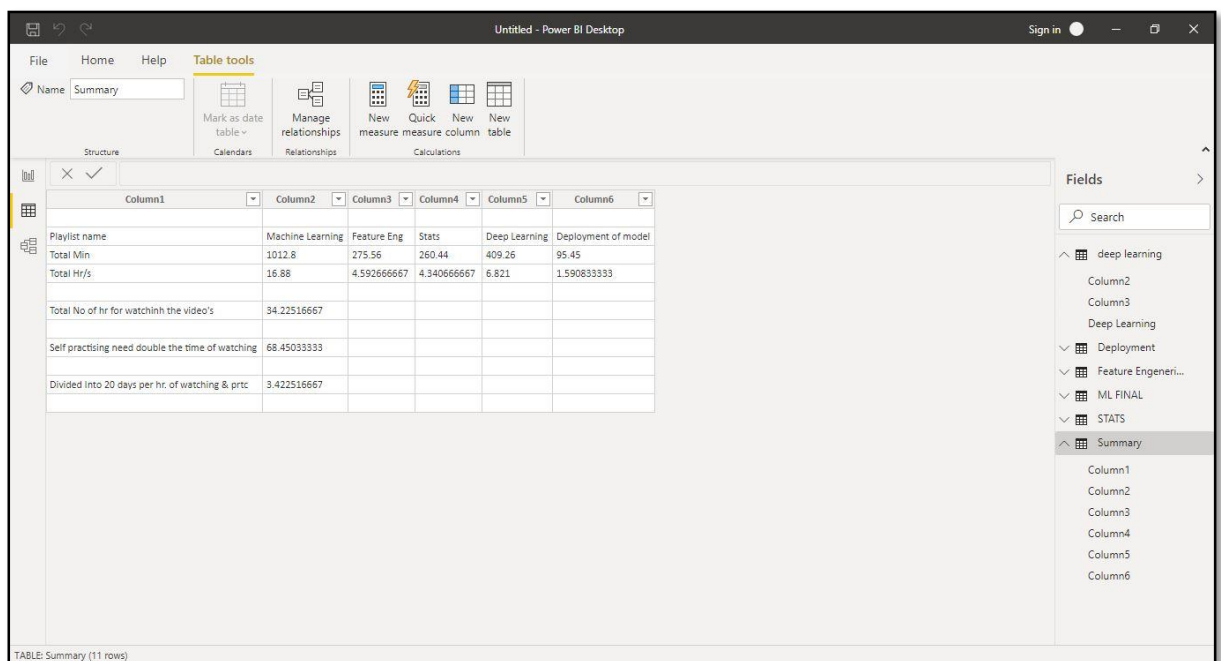 Untitled - Power BI Desktop
Sign in
File Home Help Table tools
Name Summary
Mark as date table
Manage relationships
New measure
Quick measure
New column
New table
Structure Calendars Relationships Calculations
Column1 Column2 Column3 Column4 Column5 Column6
Playlist name Machine Learning Feature Eng Stats Deep Learning Deployment of model
Total Min 1012.8 275.56 260.44 409.26 95.45
Total Hr/s 16.88 4.592666667 4.340666667 6.821 1.590833333
Total No of hr for watchinh the video's 34.22516667
Self practising need double the time of watching 68.45033333
Divided Into 20 days per hr. of watching & prtc 3.422516667
Fields
Search
deep learning
Column2
Column3
Deep Learning
Deployment
Feature Engeneri...
ML FINAL
STATS
Summary
Column1
Column2
Column3
Column4
Column5
Column6
TABLE: Summary (11 rows)